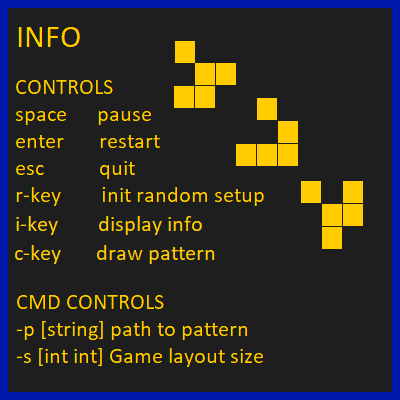 INFO
CONTROLS
space pause
enter restart
esc quit
r-key init random setup
i-key display info
c-key draw pattern
CMD CONTROLS
-p [string] path to pattern
-s [int int] Game layout size